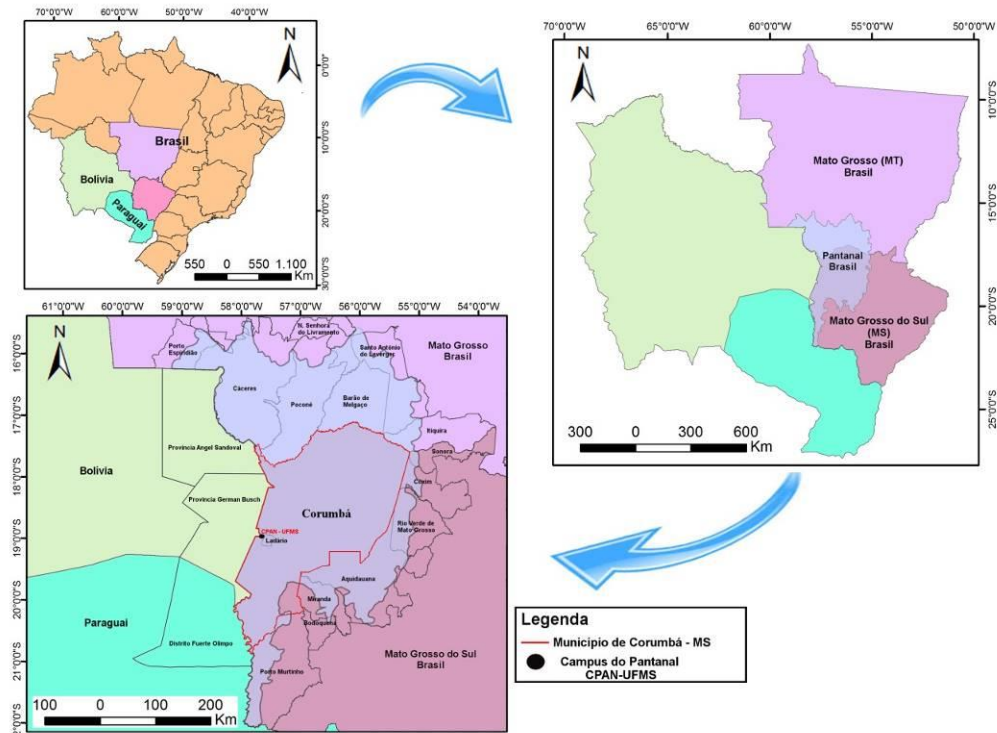 70°0'0"W 60°0'0"W 50°0'0"W 40°0'0"W
N
0°0'0"
10°0'0"S
20°0'0"S
30°0'0"S
Brasil
Bolivia
Paraguai
550 0 550 1.100
Km
70°0'0"W 65°0'0"W 60°0'0"W 55°0'0"W 50°0'0"W
N
10°0'0"S
15°0'0"S
20°0'0"S
25°0'0"S
Mato Grosso (MT)
Brasil
Pantanal
Brasil
Mato Grosso do Sul
(MS)
Brasil
300 0 300 600
Km
61°0'0"W 60°0'0"W 59°0'0"W 58°0'0"W 57°0'0"W 56°0'0"W 55°0'0"W 54°0'0"W
N
16°0'0"S
17°0'0"S
18°0'0"S
19°0'0"S
20°0'0"S
21°0'0"S
2°0'0"S
N. Senhora
do Livramento
Porto
Espiridião
Santo Antônio
do Leverger
Mato Grosso
Brasil
Cáceres
Poconé
Barão de
Melgaço
Itiquira
Sonora
Província Angel Sandoval
Bolivia
Coxim
Província German Busch
Corumbá
Rio Verde de
Mato Grosso
CPAN - UFMS
Ladário
Aquidauana
Miranda
Bodoquena
Paraguai
Distrito Fuerte Olimpo
Mato Grosso do Sul
Brasil
Porto Murtinho
100 0 100 200
Km
Legenda
Município de Corumbá - MS
Campus do Pantanal
CPAN-UFMS